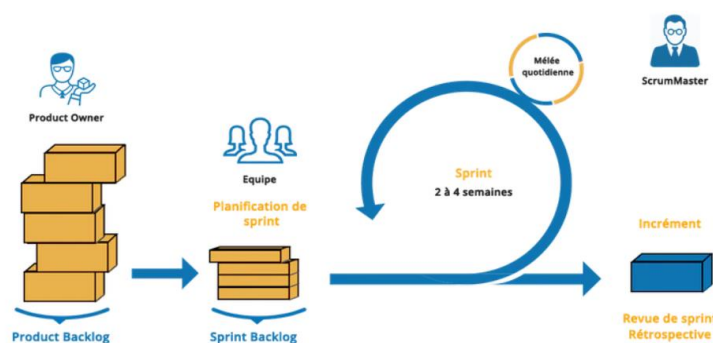 Mêlée
quotidienne
ScrumMaster
Product Owner
Equipe
Sprint
2 à 4 semaines
Planification de
sprint
Incrément
Revue de sprint
Rétrospective
Product Backlog
Sprint Backlog